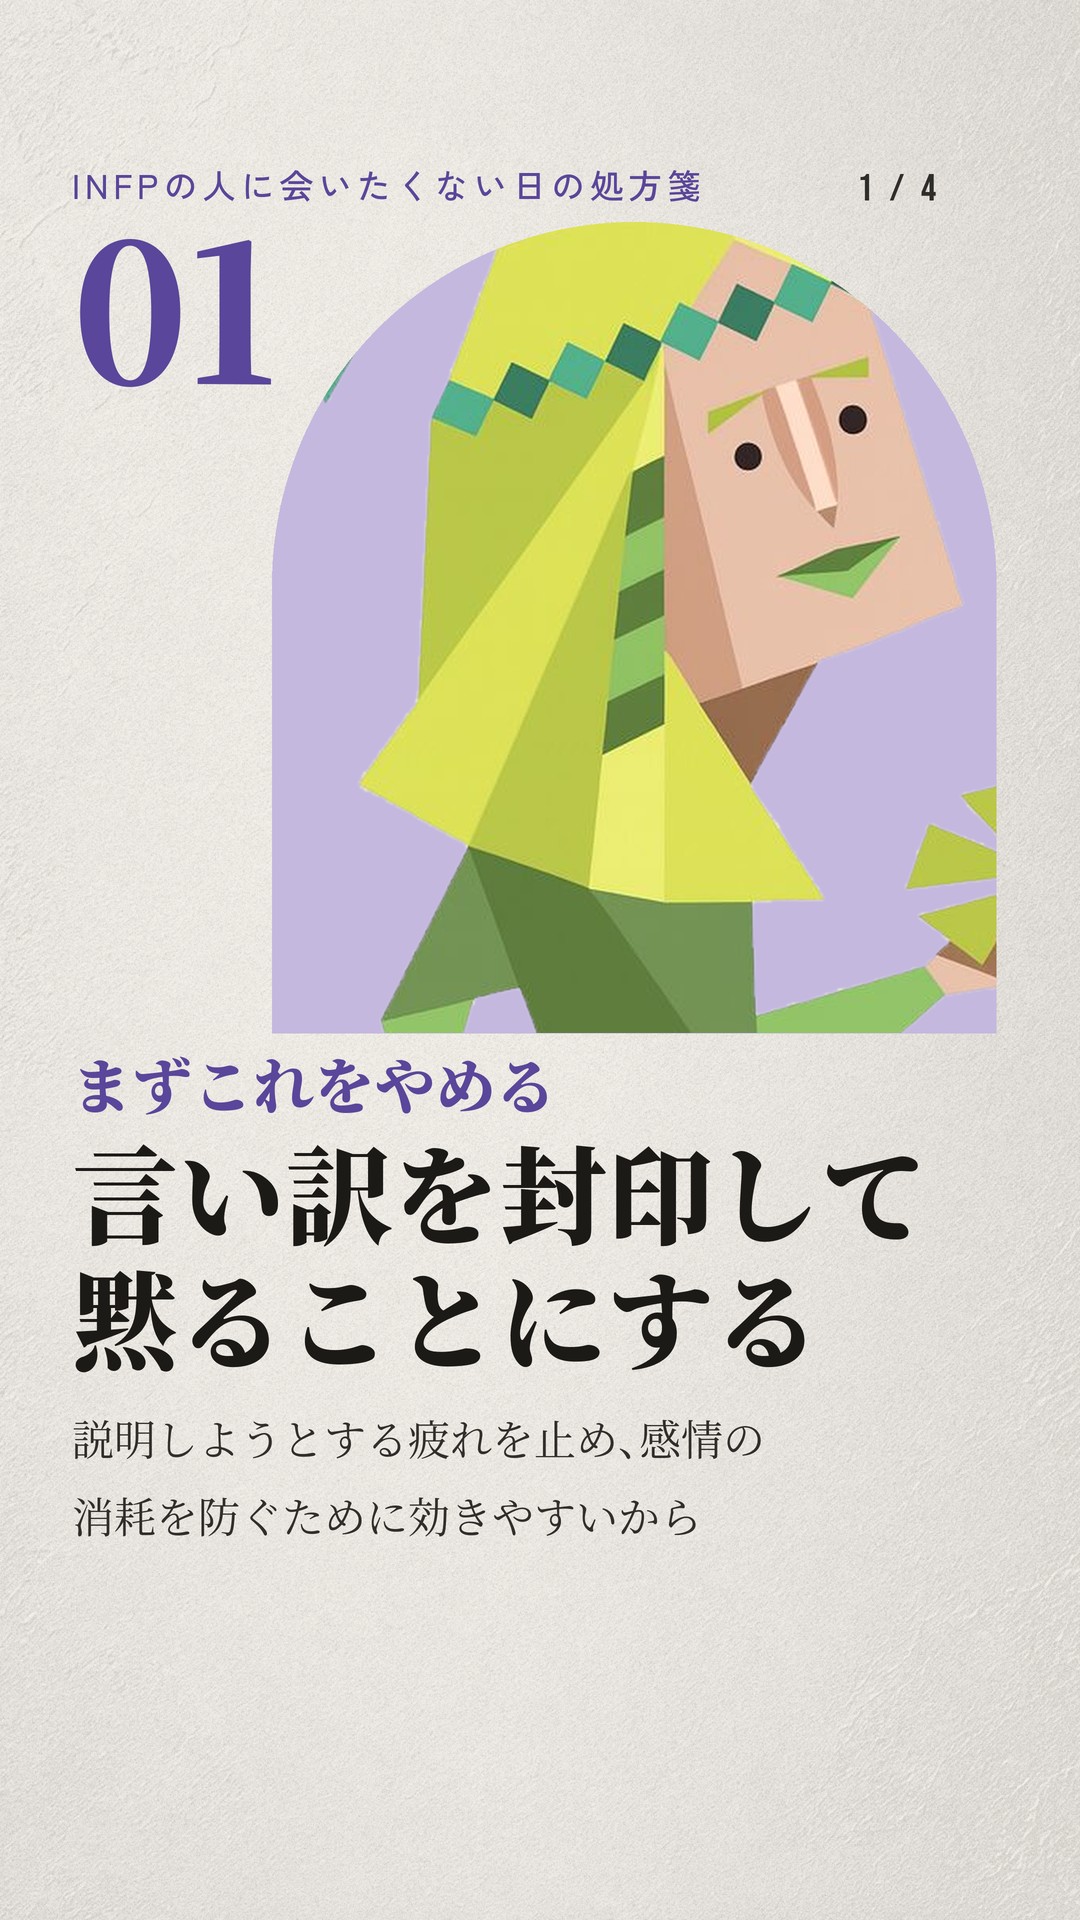 INFPの人に会いたくない日の処方箋
1 / 4
01
まずこれをやめる
言い訳を封印して
黙ることにする
説明しようとする疲れを止め、感情の
消耗を防ぐために効きやすいから